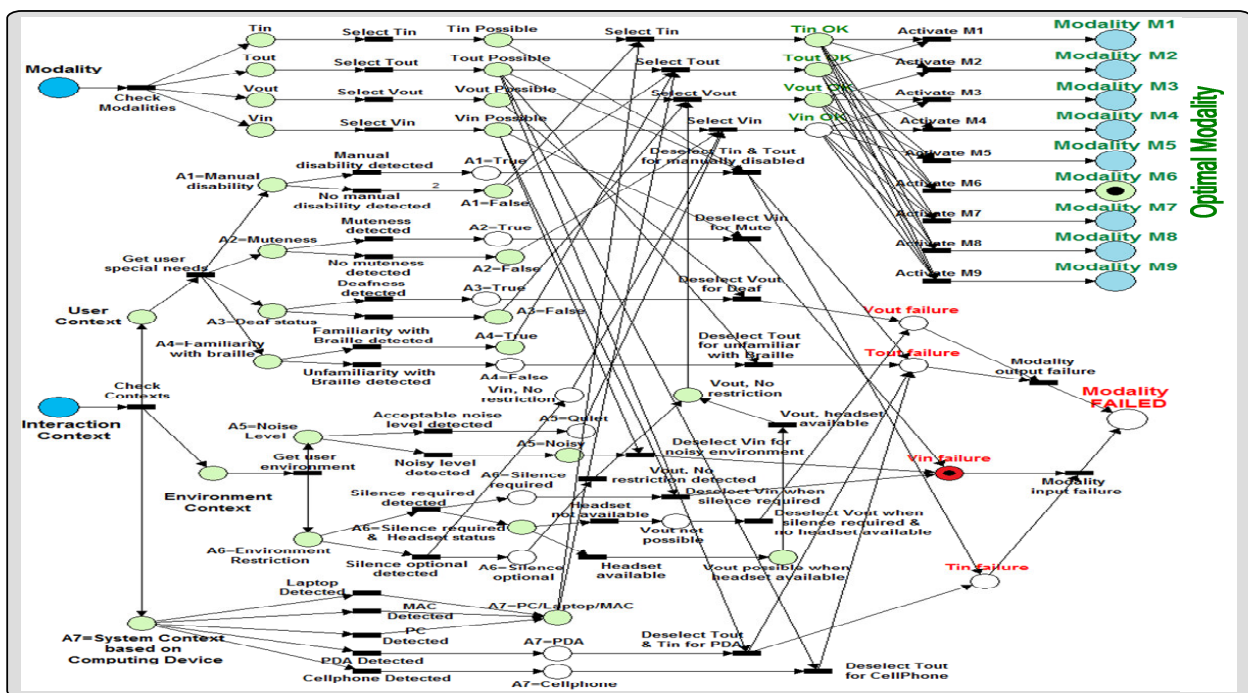 Tin
Select Tin
Tin Possible
Select Tin
Tin OK
Activate M1
Modality M1
Tout
Select Tout
Tout Possible
Select Tout
Tout OK
Activate M2
Modality M2
Modality
Check
Modalities
Vout
Select Vout
Vout Possible
Select Vout
Vout OK
Activate M3
Modality M3
Vin
Select Vin
Vin Possible
Select Vin
Vin OK
Activate M4
Modality M4
Optimal Modality
Manual
disability detected
A1=True
Deselect Tin & Tout
for manually disabled
Activate M5
Modality M5
A1=Manual
disability
No manual
disability detected
2
A1=False
Activate M6
Modality M6
Muteness
detected
A2=True
Deselect Vin
for Mute
Activate M7
Modality M7
A2=Muteness
No muteness
detected
A2=False
Activate M8
Modality M8
Get user
special needs
Deafness
detected
A3=True
Deselect Vout
for Deaf
Activate M9
Modality M9
A3=Deaf status
A3=False
User
Context
Vout failure
A4=Familiarity
with braille
Familiarity with
Braille detected
A4=True
Deselect Tout
for unfamiliar
with Braille
Tout failure
Unfamiliarity with
Braille detected
A4=False
Modality
output failure
Check
Contexts
Vin, No
restriction
Vout, No
restriction
Modality
FAILED
Interaction
Context
Acceptable noise
level detected
A5=Quiet
Vout, headset
available
A5=Noise
Level
A5=Noisy
Deselect Vin for
noisy environment
Get user
environment
Noisy level
detected
Vout. No
restriction detected
Vin failure
Modality
input failure
Environment
Context
Silence required
detected
A6=Silence
required
Deselect Vin when
silence required
Headset
not available
Vout not
possible
Deselect Vout when
silence required &
no headset available
A6=Silence required
& Headset status
A6=Environment
Restriction
Silence optional
detected
A6=Silence
optional
Headset
available
Vout possible when
headset available
Tin failure
Laptop
Detected
MAC
Detected
A7=PC/Laptop/MAC
A7=System Context
based on
Computing Device
PC
Detected
PDA Detected
A7=PDA
Deselect Tout
& Tin for PDA
Cellphone Detected
A7=Cellphone
Deselect Tout
for CellPhone